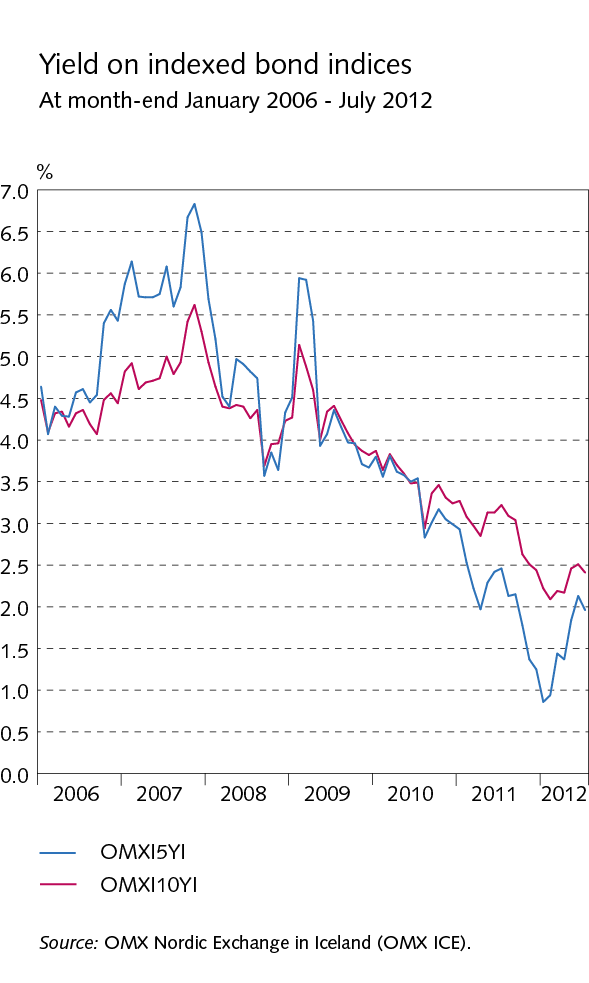 Yield on indexed bond indices
At month-end January 2006 - July 2012
%
7.0
6.5
6.0
5.5
5.0
4.5
4.0
3.5
3.0
2.5
2.0
1.5
1.0
0.5
0.0
2006 2007 2008 2009 2010 2011 2012
OMXI5YI
OMXI10YI
Source: OMX Nordic Exchange in Iceland (OMX ICE).